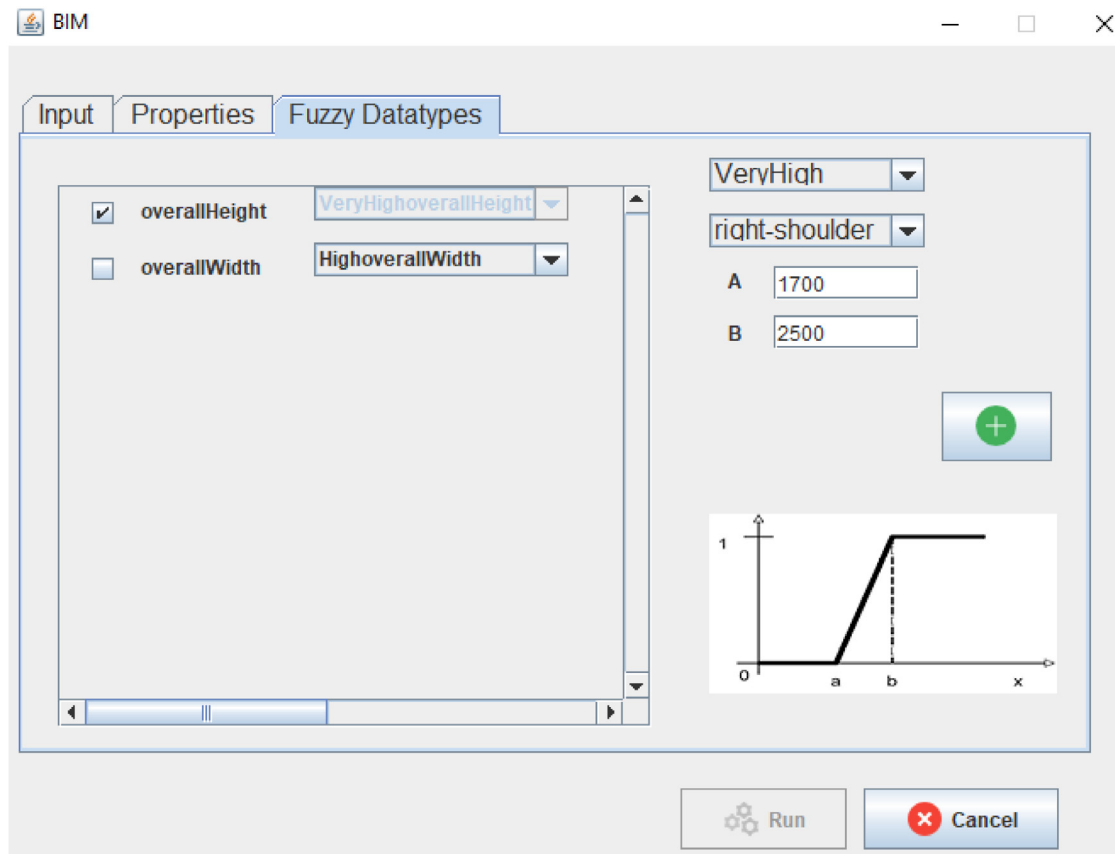 BIM
Input Properties Fuzzy Datatypes
overallHeight VeryHighoverallHeight
overallWidth HighoverallWidth
VeryHigh
right-shoulder
A 1700
B 2500
1
0 a b x
Run Cancel